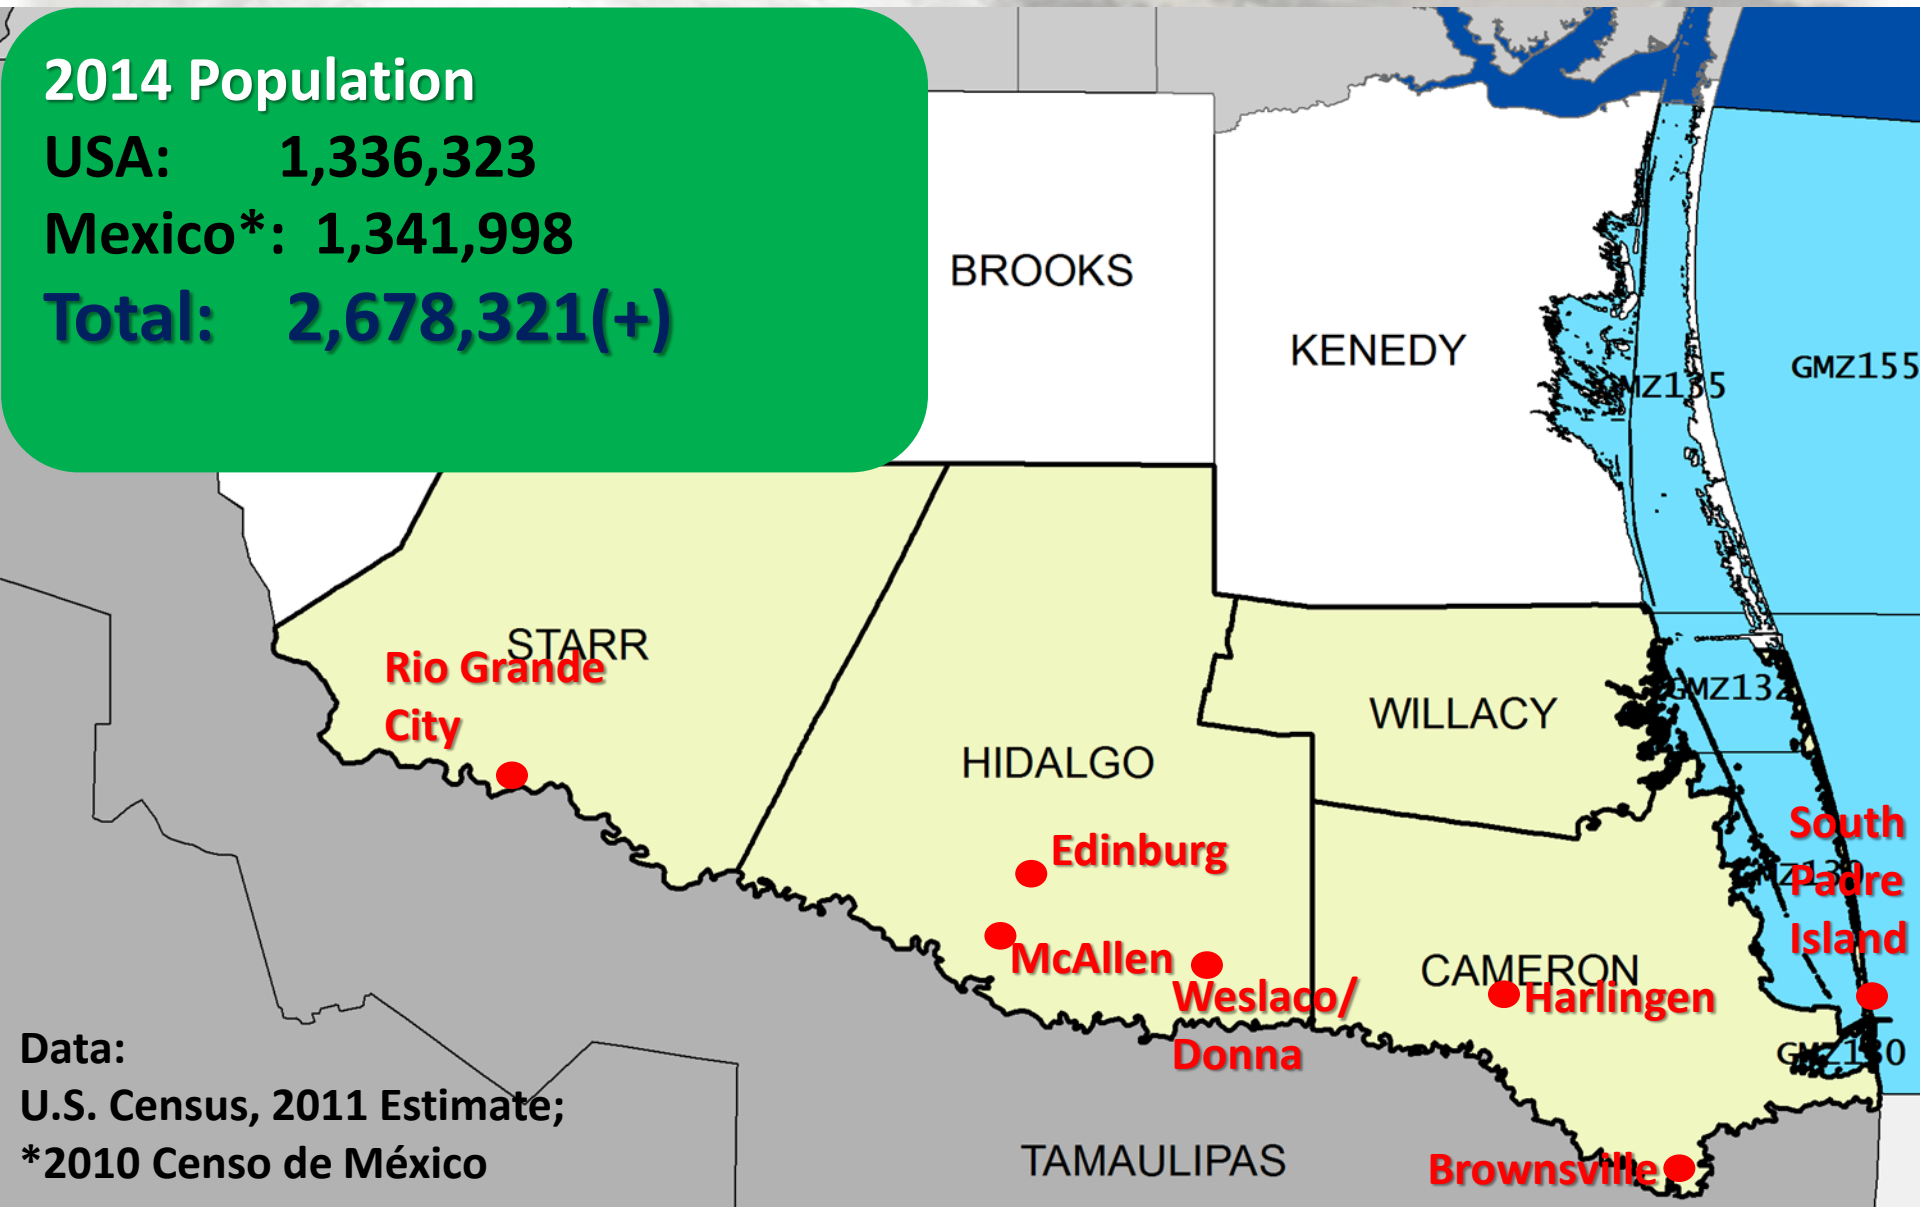 2014 Population
USA: 1,336,323
Mexico*: 1,341,998
Total: 2,678,321(+)
BROOKS
KENEDY
GMZ135
GMZ155
STARR
Rio Grande
City
GMZ132
WILLACY
HIDALGO
Edinburg
South
Padre
Island
McAllen
Weslaco/
Donna
CAMERON
Harlingen
Data:
U.S. Census, 2011 Estimate;
*2010 Censo de México
TAMAULIPAS
Brownsville